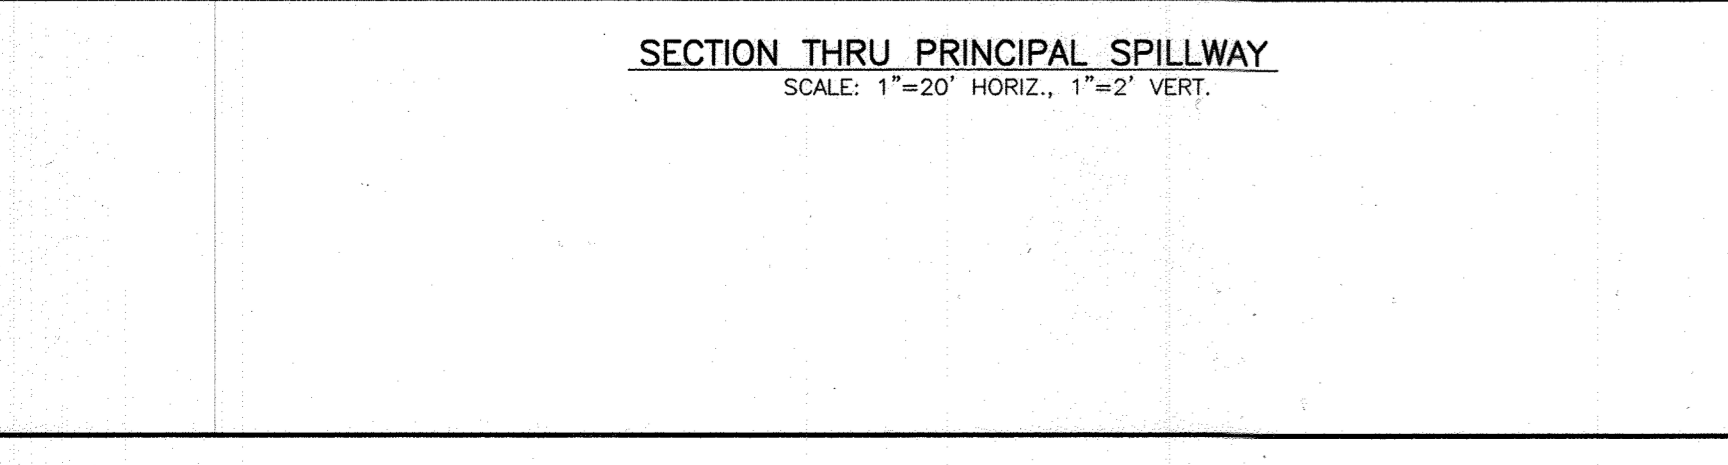 SECTION THRU PRINCIPAL SPILLWAY
SCALE: 1"=20' HORIZ., 1"=2' VERT.